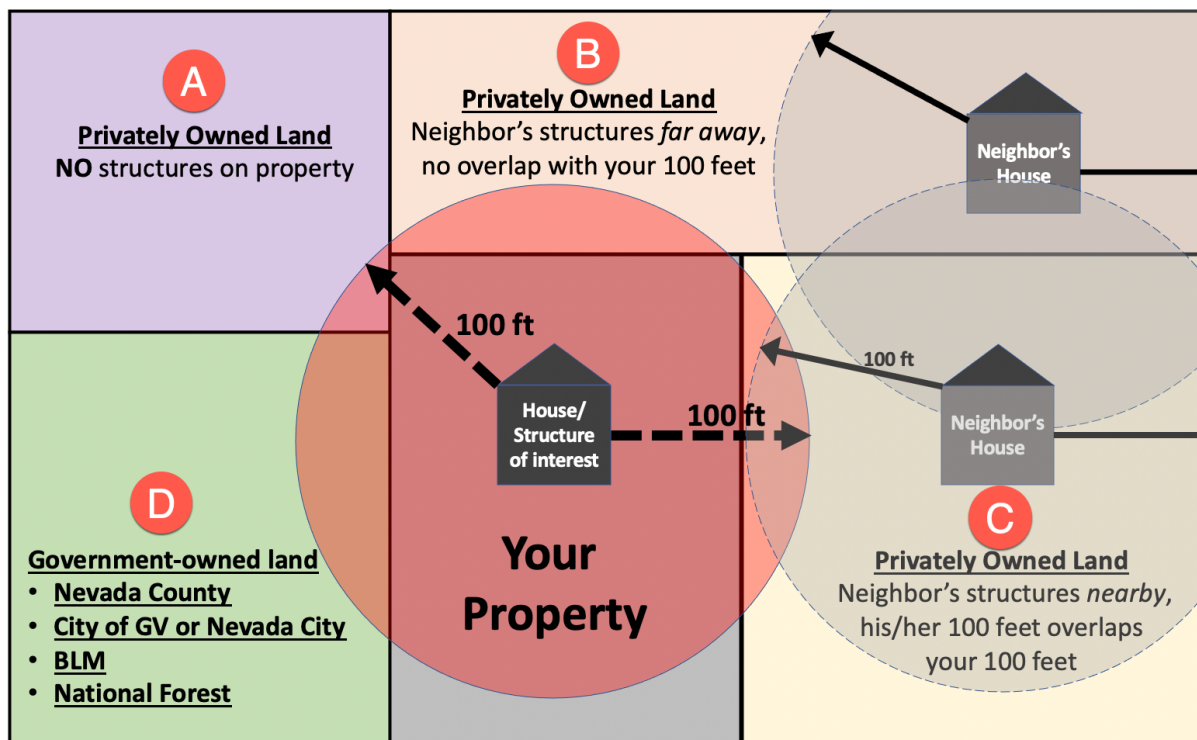 A
Privately Owned Land
NO structures on property
B
Privately Owned Land
Neighbor's structures far away,
no overlap with your 100 feet
Neighbor's
House
100 ft
House/
Structure
of interest
100 ft
Your
Property
100 ft
Neighbor's
House
C
Privately Owned Land
Neighbor's structures nearby,
his/her 100 feet overlaps
your 100 feet
D
Government-owned land
• Nevada County
• City of GV or Nevada City
• BLM
• National Forest